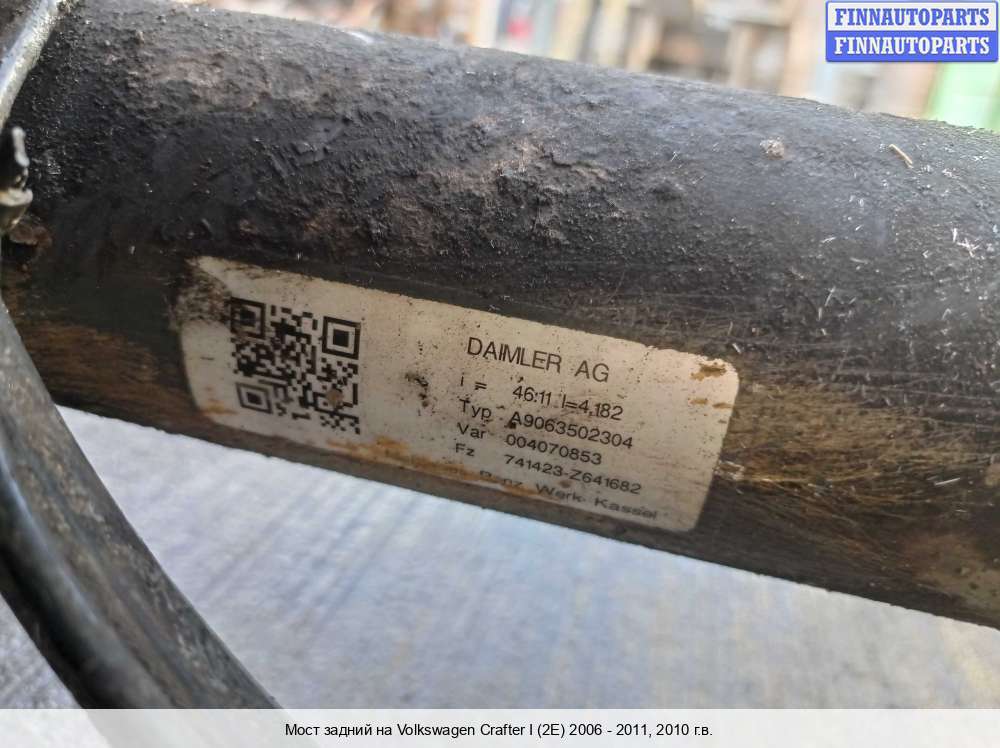 FINNAUTOPARTS
FINNAUTOPARTS
DAIMLER AG
i = 46:11 I=4,182
Typ A9063502304
Var 004070853
Fz 741423-Z641682
Werk Kassel
Мост задний на Volkswagen Crafter I (2E) 2006 - 2011, 2010 г.в.